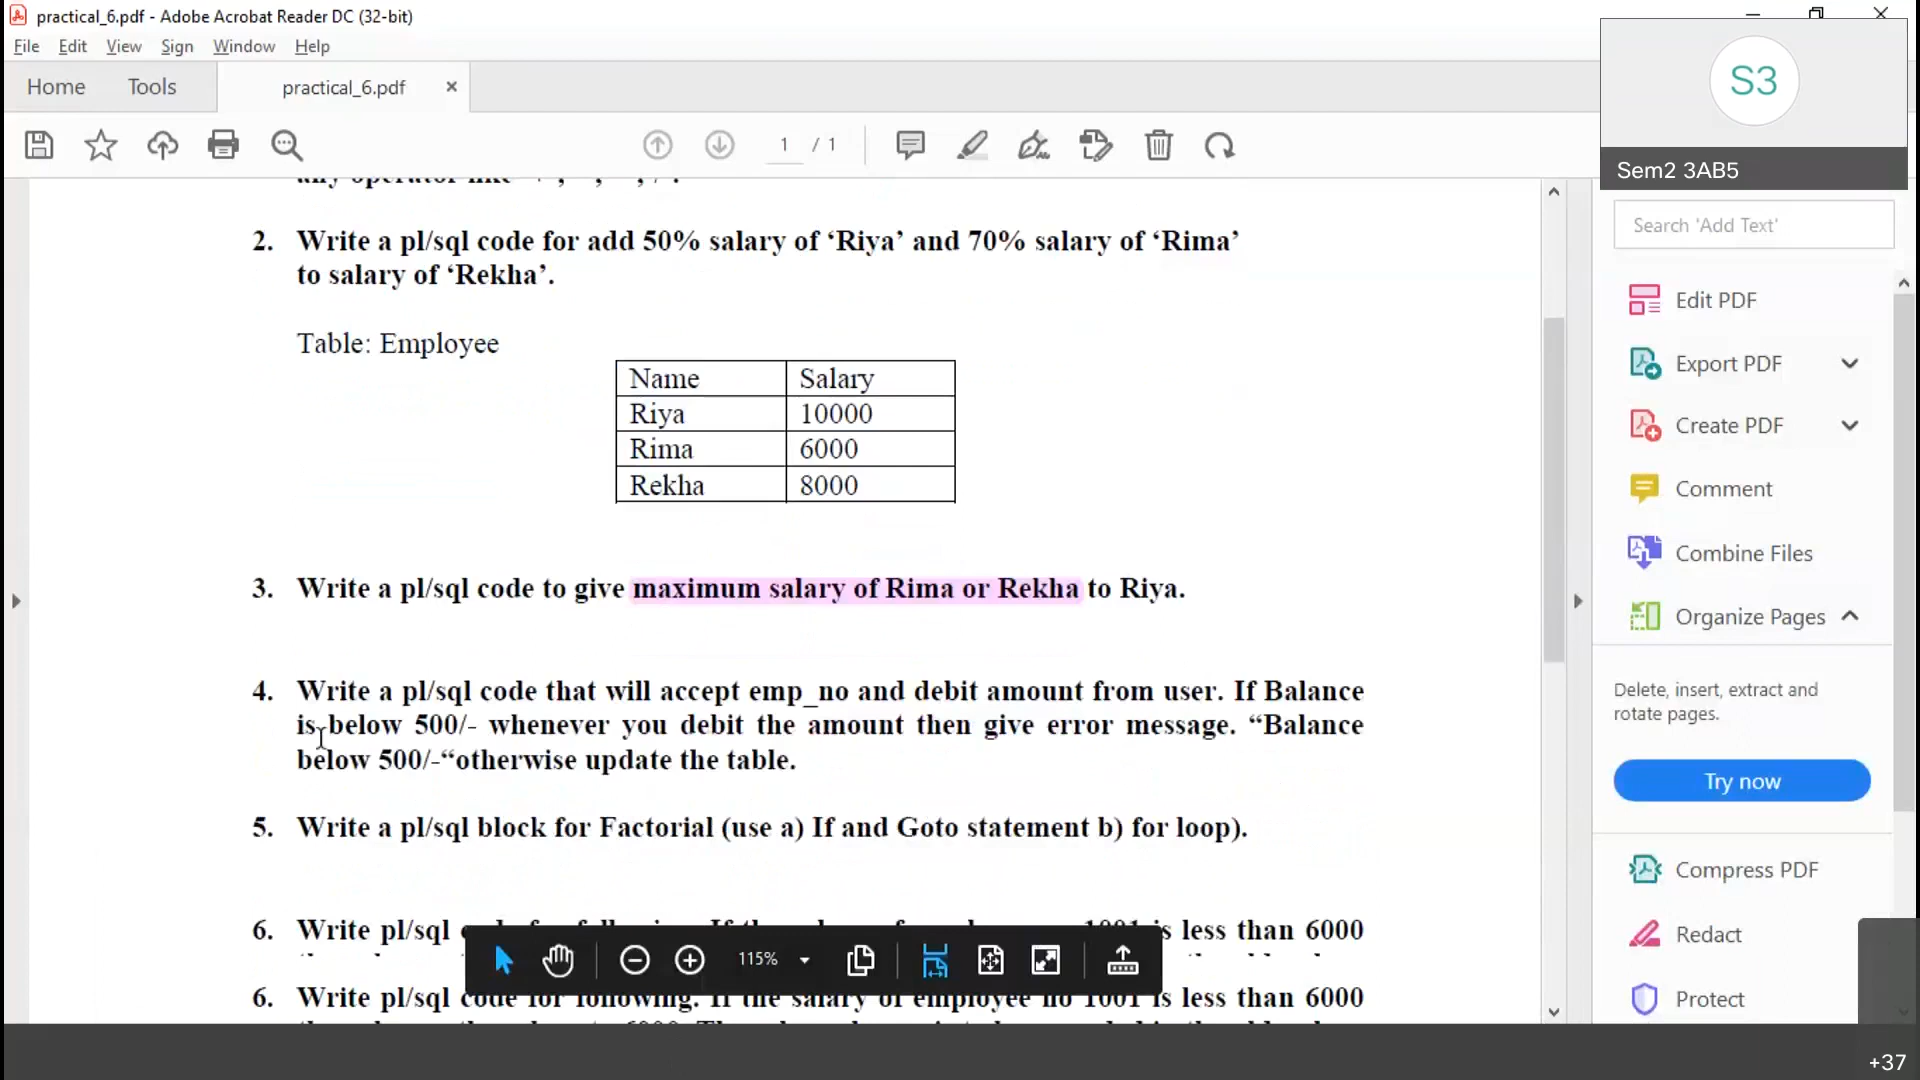 practical_6.pdf - Adobe Acrobat Reader DC (32-bit)
File Edit View Sign Window Help
Home Tools practical_6.pdf
1 / 1
S3
Sem2 3AB5
any operator like
2. Write a pl/sql code for add 50% salary of ‘Riya’ and 70% salary of ‘Rima’
to salary of ‘Rekha’.
Table: Employee
Name Salary
Riya 10000
Rima 6000
Rekha 8000
3. Write a pl/sql code to give maximum salary of Rima or Rekha to Riya.
4. Write a pl/sql code that will accept emp_no and debit amount from user. If Balance
is below 500/- whenever you debit the amount then give error message. “Balance
below 500/-“otherwise update the table.
5. Write a pl/sql block for Factorial (use a) If and Goto statement b) for loop).
6. Write pl/sql 1001 is less than 6000
115%
6. Write pl/sql code for following. If the salary of employee no 1001 is less than 6000
Search 'Add Text'
Edit PDF
Export PDF
Create PDF
Comment
Combine Files
Organize Pages
Delete, insert, extract and
rotate pages.
Try now
Compress PDF
Redact
Protect
+37